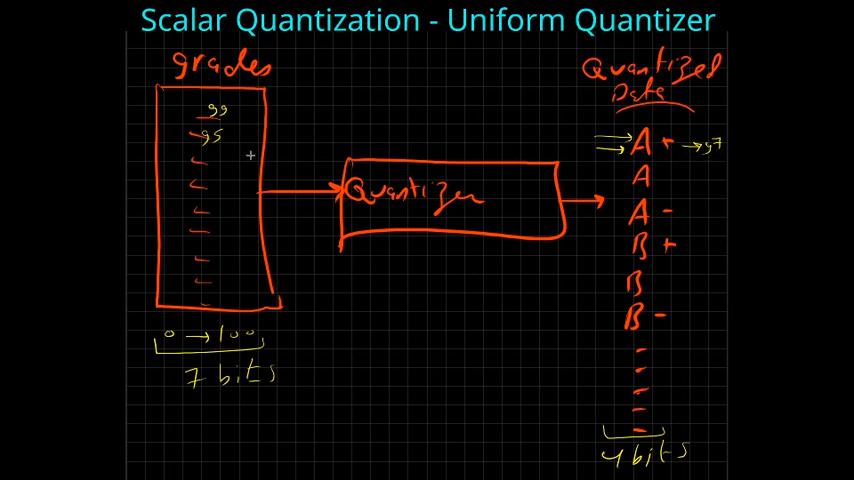 Scalar Quantization - Uniform Quantizer
grades
99
95
0 → 100
7 bits
Quantizer
Quantized
Data
A + → 97
A
A -
B +
B
B -
4 bits